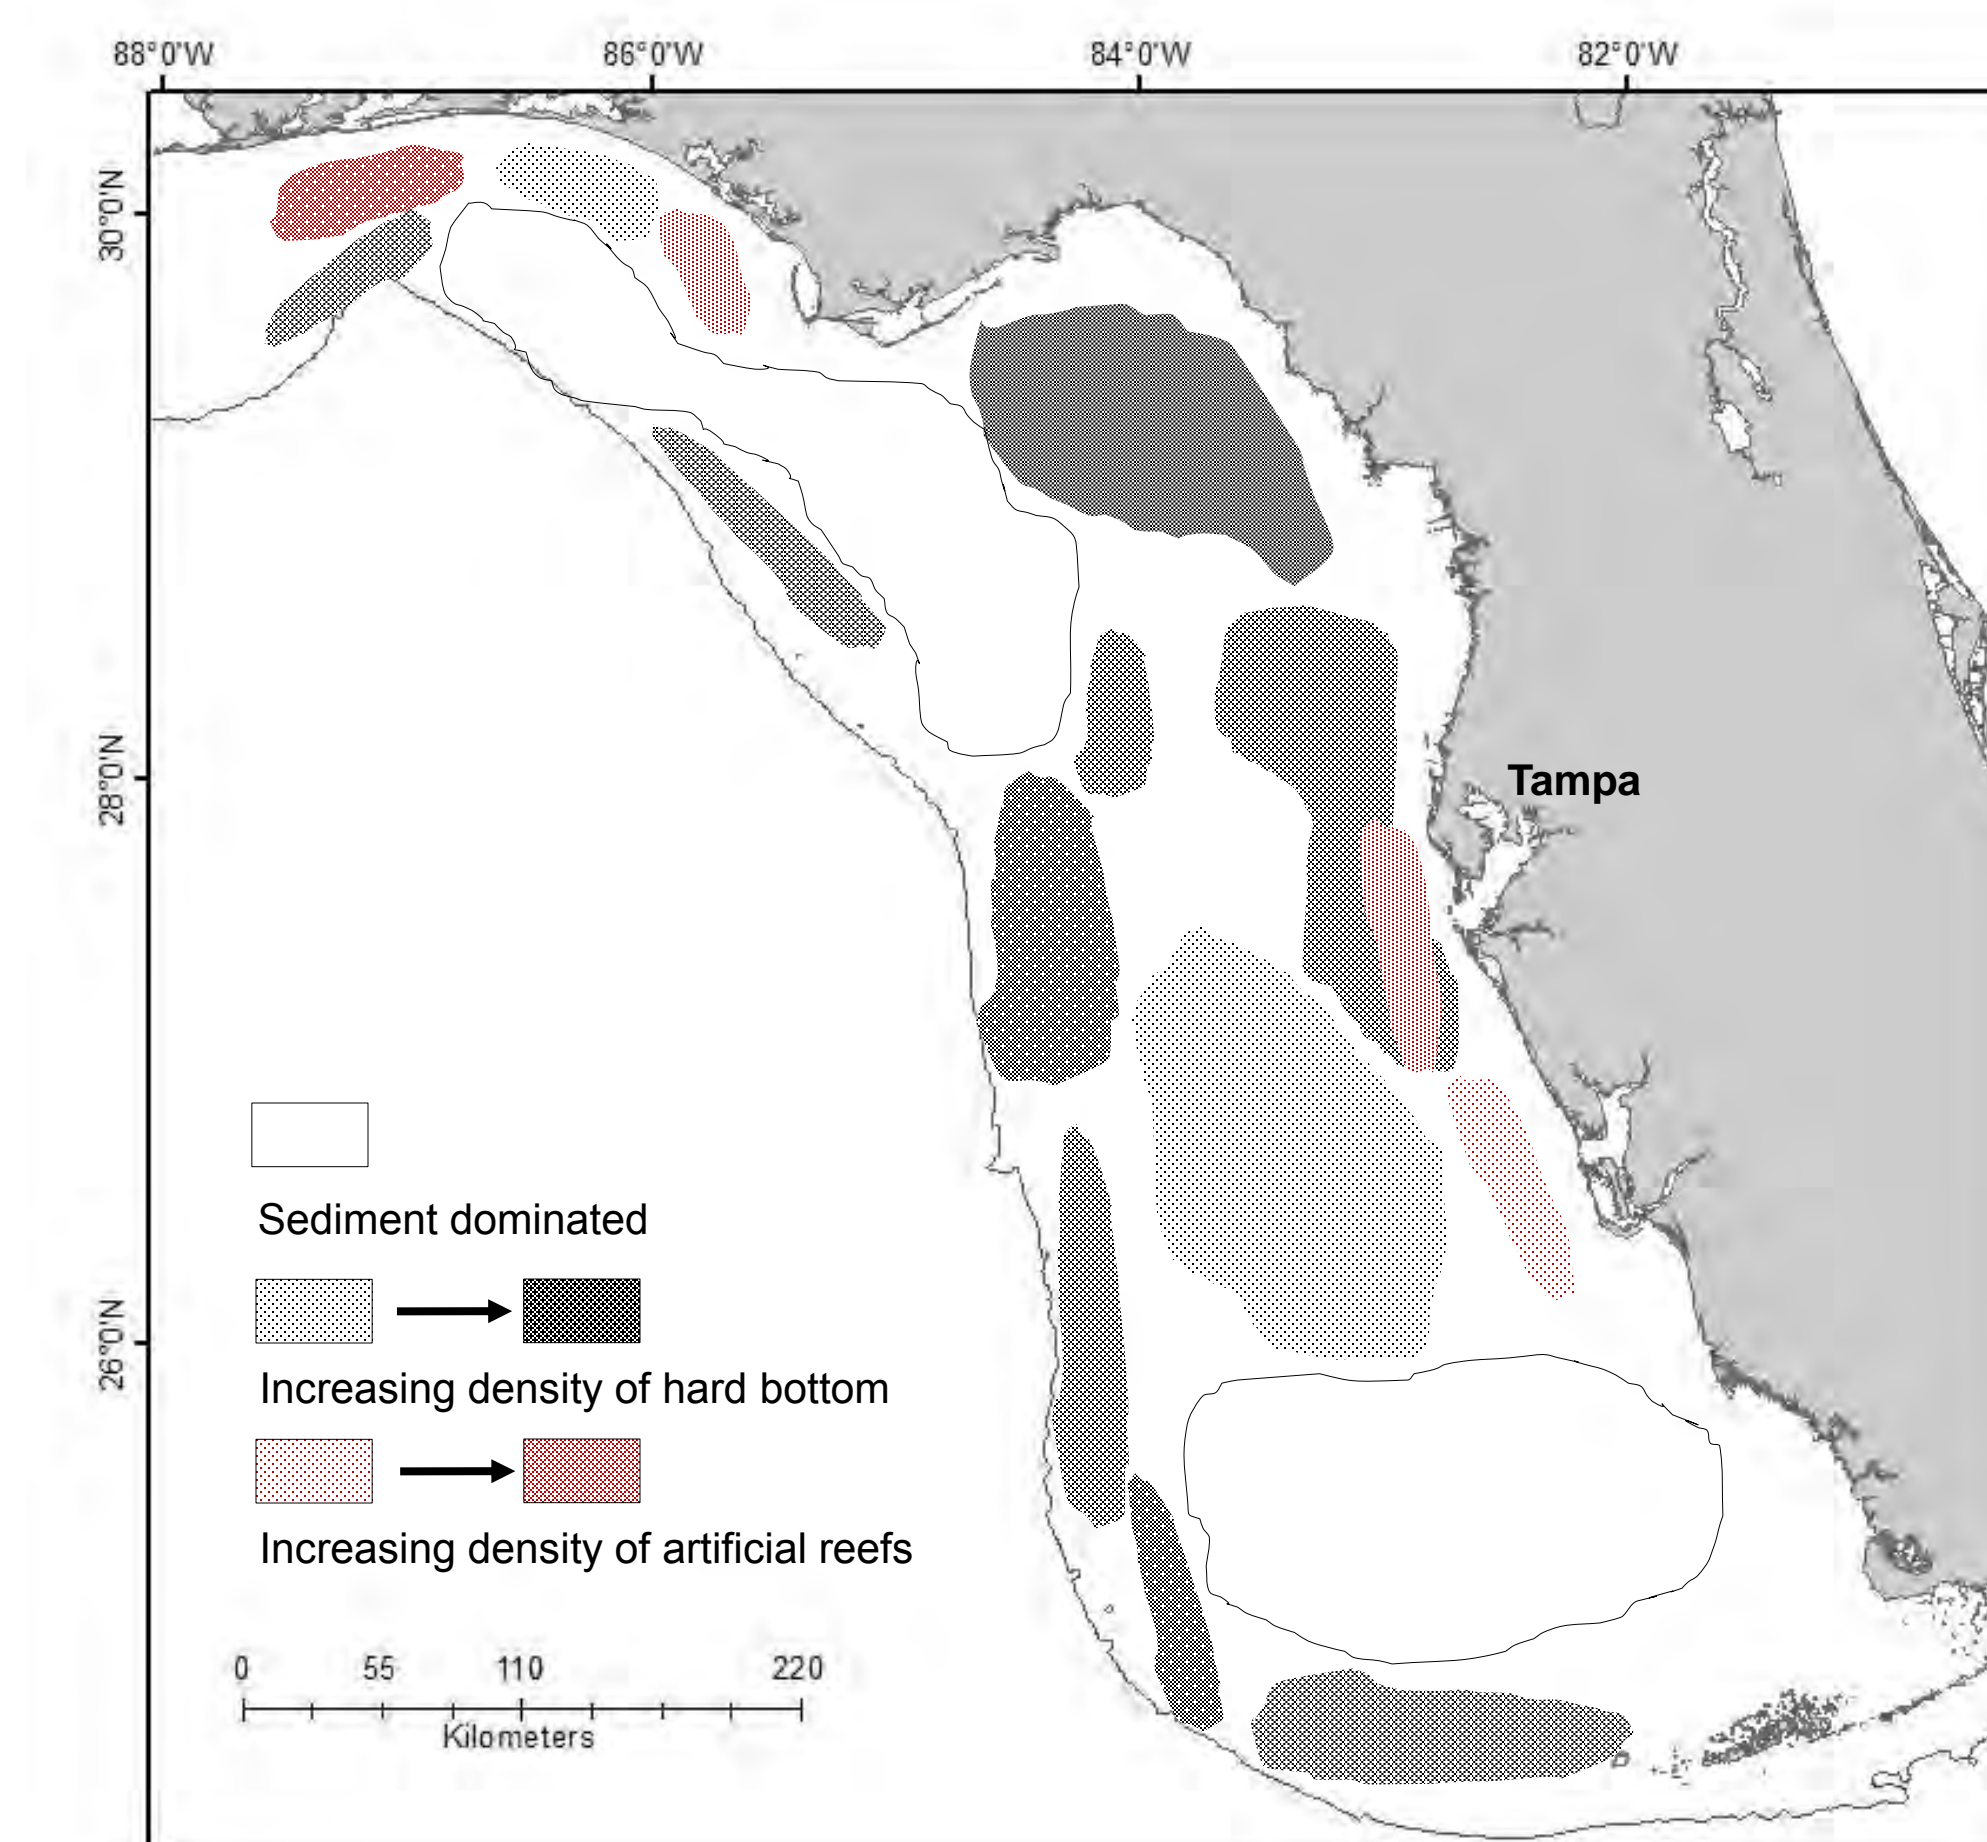 88°0'W 86°0'W 84°0'W 82°0'W
30°0'N
28°0'N
Tampa
Sediment dominated
26°0'N
Increasing density of hard bottom
Increasing density of artificial reefs
0 55 110 220
Kilometers